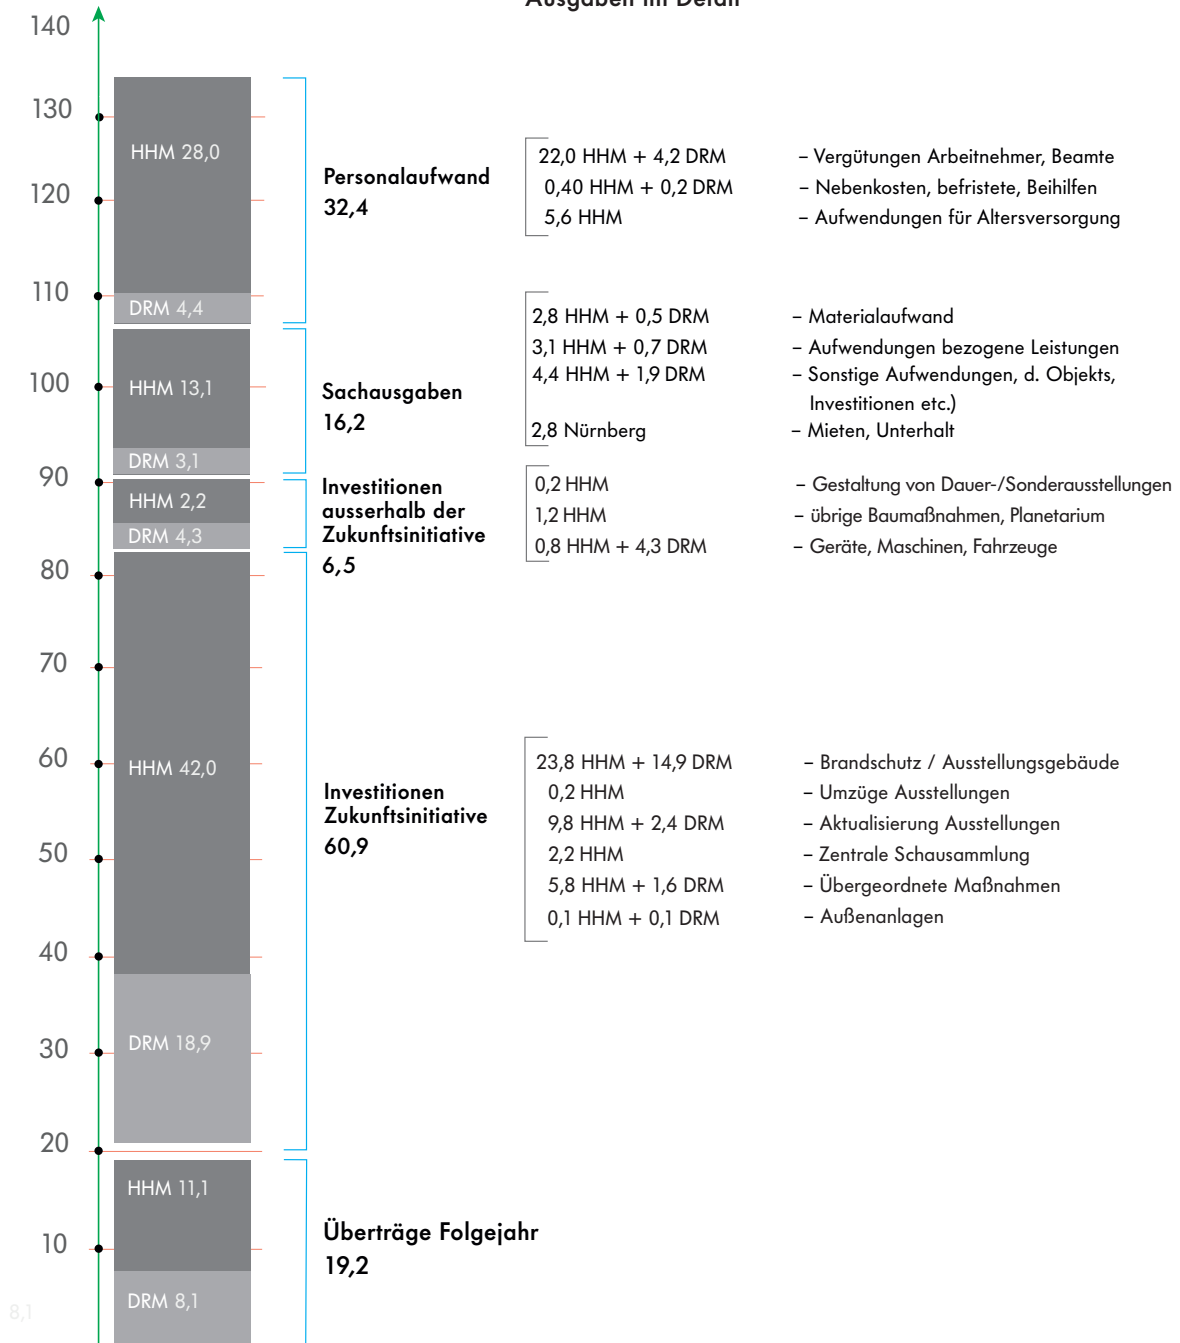 Ausgaben im Detail
140
130
120
110
100
90
80
70
60
50
40
30
20
10
8,1
HHM 28,0
DRM 4,4
Personalaufwand
32,4
22,0 HHM + 4,2 DRM – Vergütungen Arbeitnehmer, Beamte
0,40 HHM + 0,2 DRM – Nebenkosten, befristete, Beihilfen
5,6 HHM – Aufwendungen für Altersversorgung
HHM 13,1
DRM 3,1
Sachausgaben
16,2
2,8 HHM + 0,5 DRM – Materialaufwand
3,1 HHM + 0,7 DRM – Aufwendungen bezogene Leistungen
4,4 HHM + 1,9 DRM – Sonstige Aufwendungen, d. Objekts,
Investitionen etc.)
2,8 Nürnberg – Mieten, Unterhalt
HHM 2,2
DRM 4,3
Investitionen
ausserhalb der
Zukunftsinitiative
6,5
0,2 HHM – Gestaltung von Dauer-/Sonderausstellungen
1,2 HHM – übrige Baumaßnahmen, Planetarium
0,8 HHM + 4,3 DRM – Geräte, Maschinen, Fahrzeuge
HHM 42,0
DRM 18,9
Investitionen
Zukunftsinitiative
60,9
23,8 HHM + 14,9 DRM – Brandschutz / Ausstellungsgebäude
0,2 HHM – Umzüge Ausstellungen
9,8 HHM + 2,4 DRM – Aktualisierung Ausstellungen
2,2 HHM – Zentrale Schausammlung
5,8 HHM + 1,6 DRM – Übergeordnete Maßnahmen
0,1 HHM + 0,1 DRM – Außenanlagen
HHM 11,1
DRM 8,1
Überträge Folgejahr
19,2